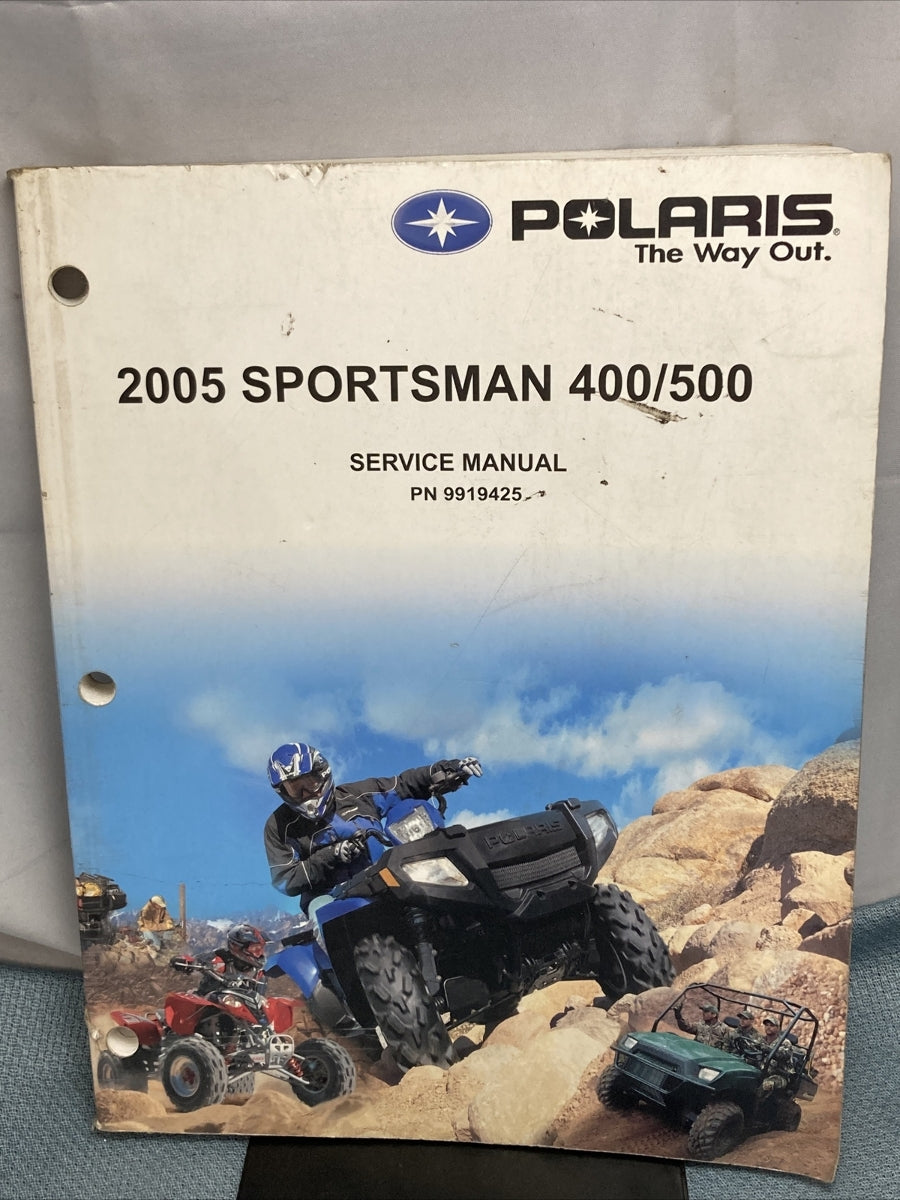 POLARIS®
The Way Out.
2005 SPORTSMAN 400/500
SERVICE MANUAL
PN 9919425
POLARIS